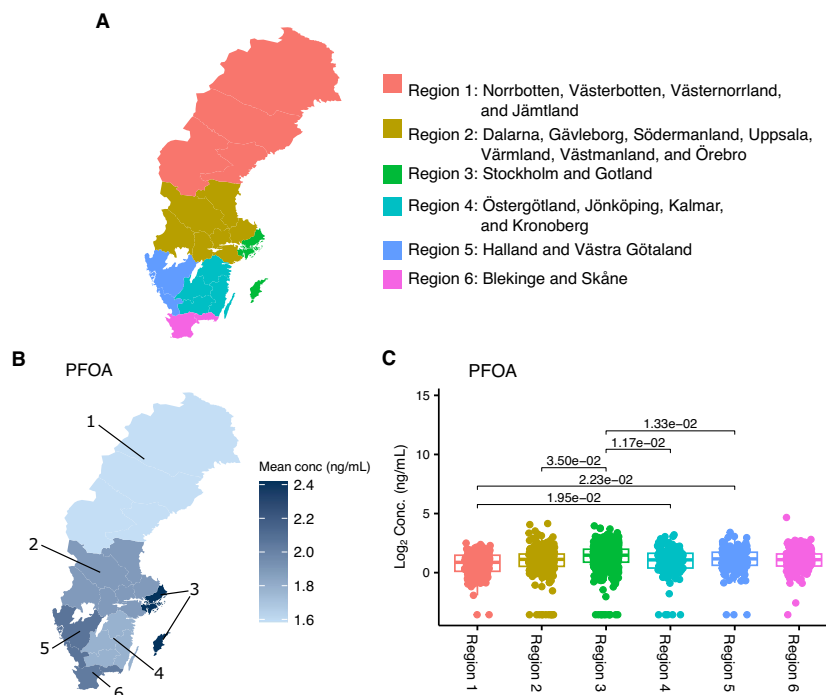 A
Region 1: Norrbotten, Västerbotten, Västernorrland,
and Jämtland
Region 2: Dalarna, Gävleborg, Södermanland, Uppsala,
Värmland, Västmanland, and Örebro
Region 3: Stockholm and Gotland
Region 4: Östergötland, Jönköping, Kalmar,
and Kronoberg
Region 5: Halland and Västra Götaland
Region 6: Blekinge and Skåne
B
PFOA
1
2
3
4
5
6
Mean conc (ng/mL)
2.4
2.2
2.0
1.8
1.6
C
PFOA
Log₂ Conc. (ng/mL)
15
10
5
0
1.33e−02
1.17e−02
3.50e−02
2.23e−02
1.95e−02
Region 1
Region 2
Region 3
Region 4
Region 5
Region 6